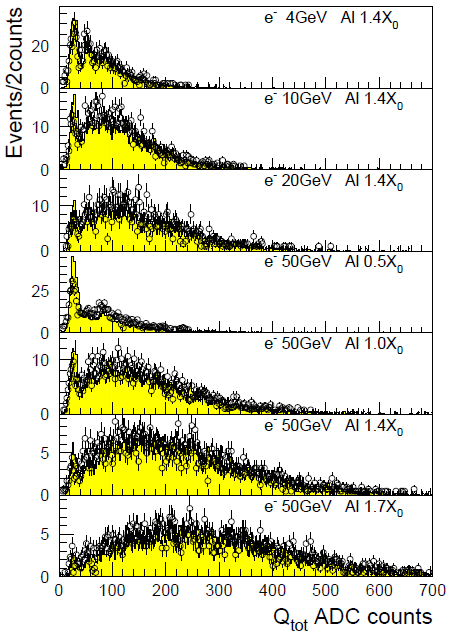 Events/2counts
e⁻ 4GeV Al 1.4X₀
20
0
e⁻ 10GeV Al 1.4X₀
10
0
e⁻ 20GeV Al 1.4X₀
10
0
e⁻ 50GeV Al 0.5X₀
25
0
e⁻ 50GeV Al 1.0X₀
10
0
e⁻ 50GeV Al 1.4X₀
5
0
e⁻ 50GeV Al 1.7X₀
5
0
0 100 200 300 400 500 600 700
Qtot ADC counts